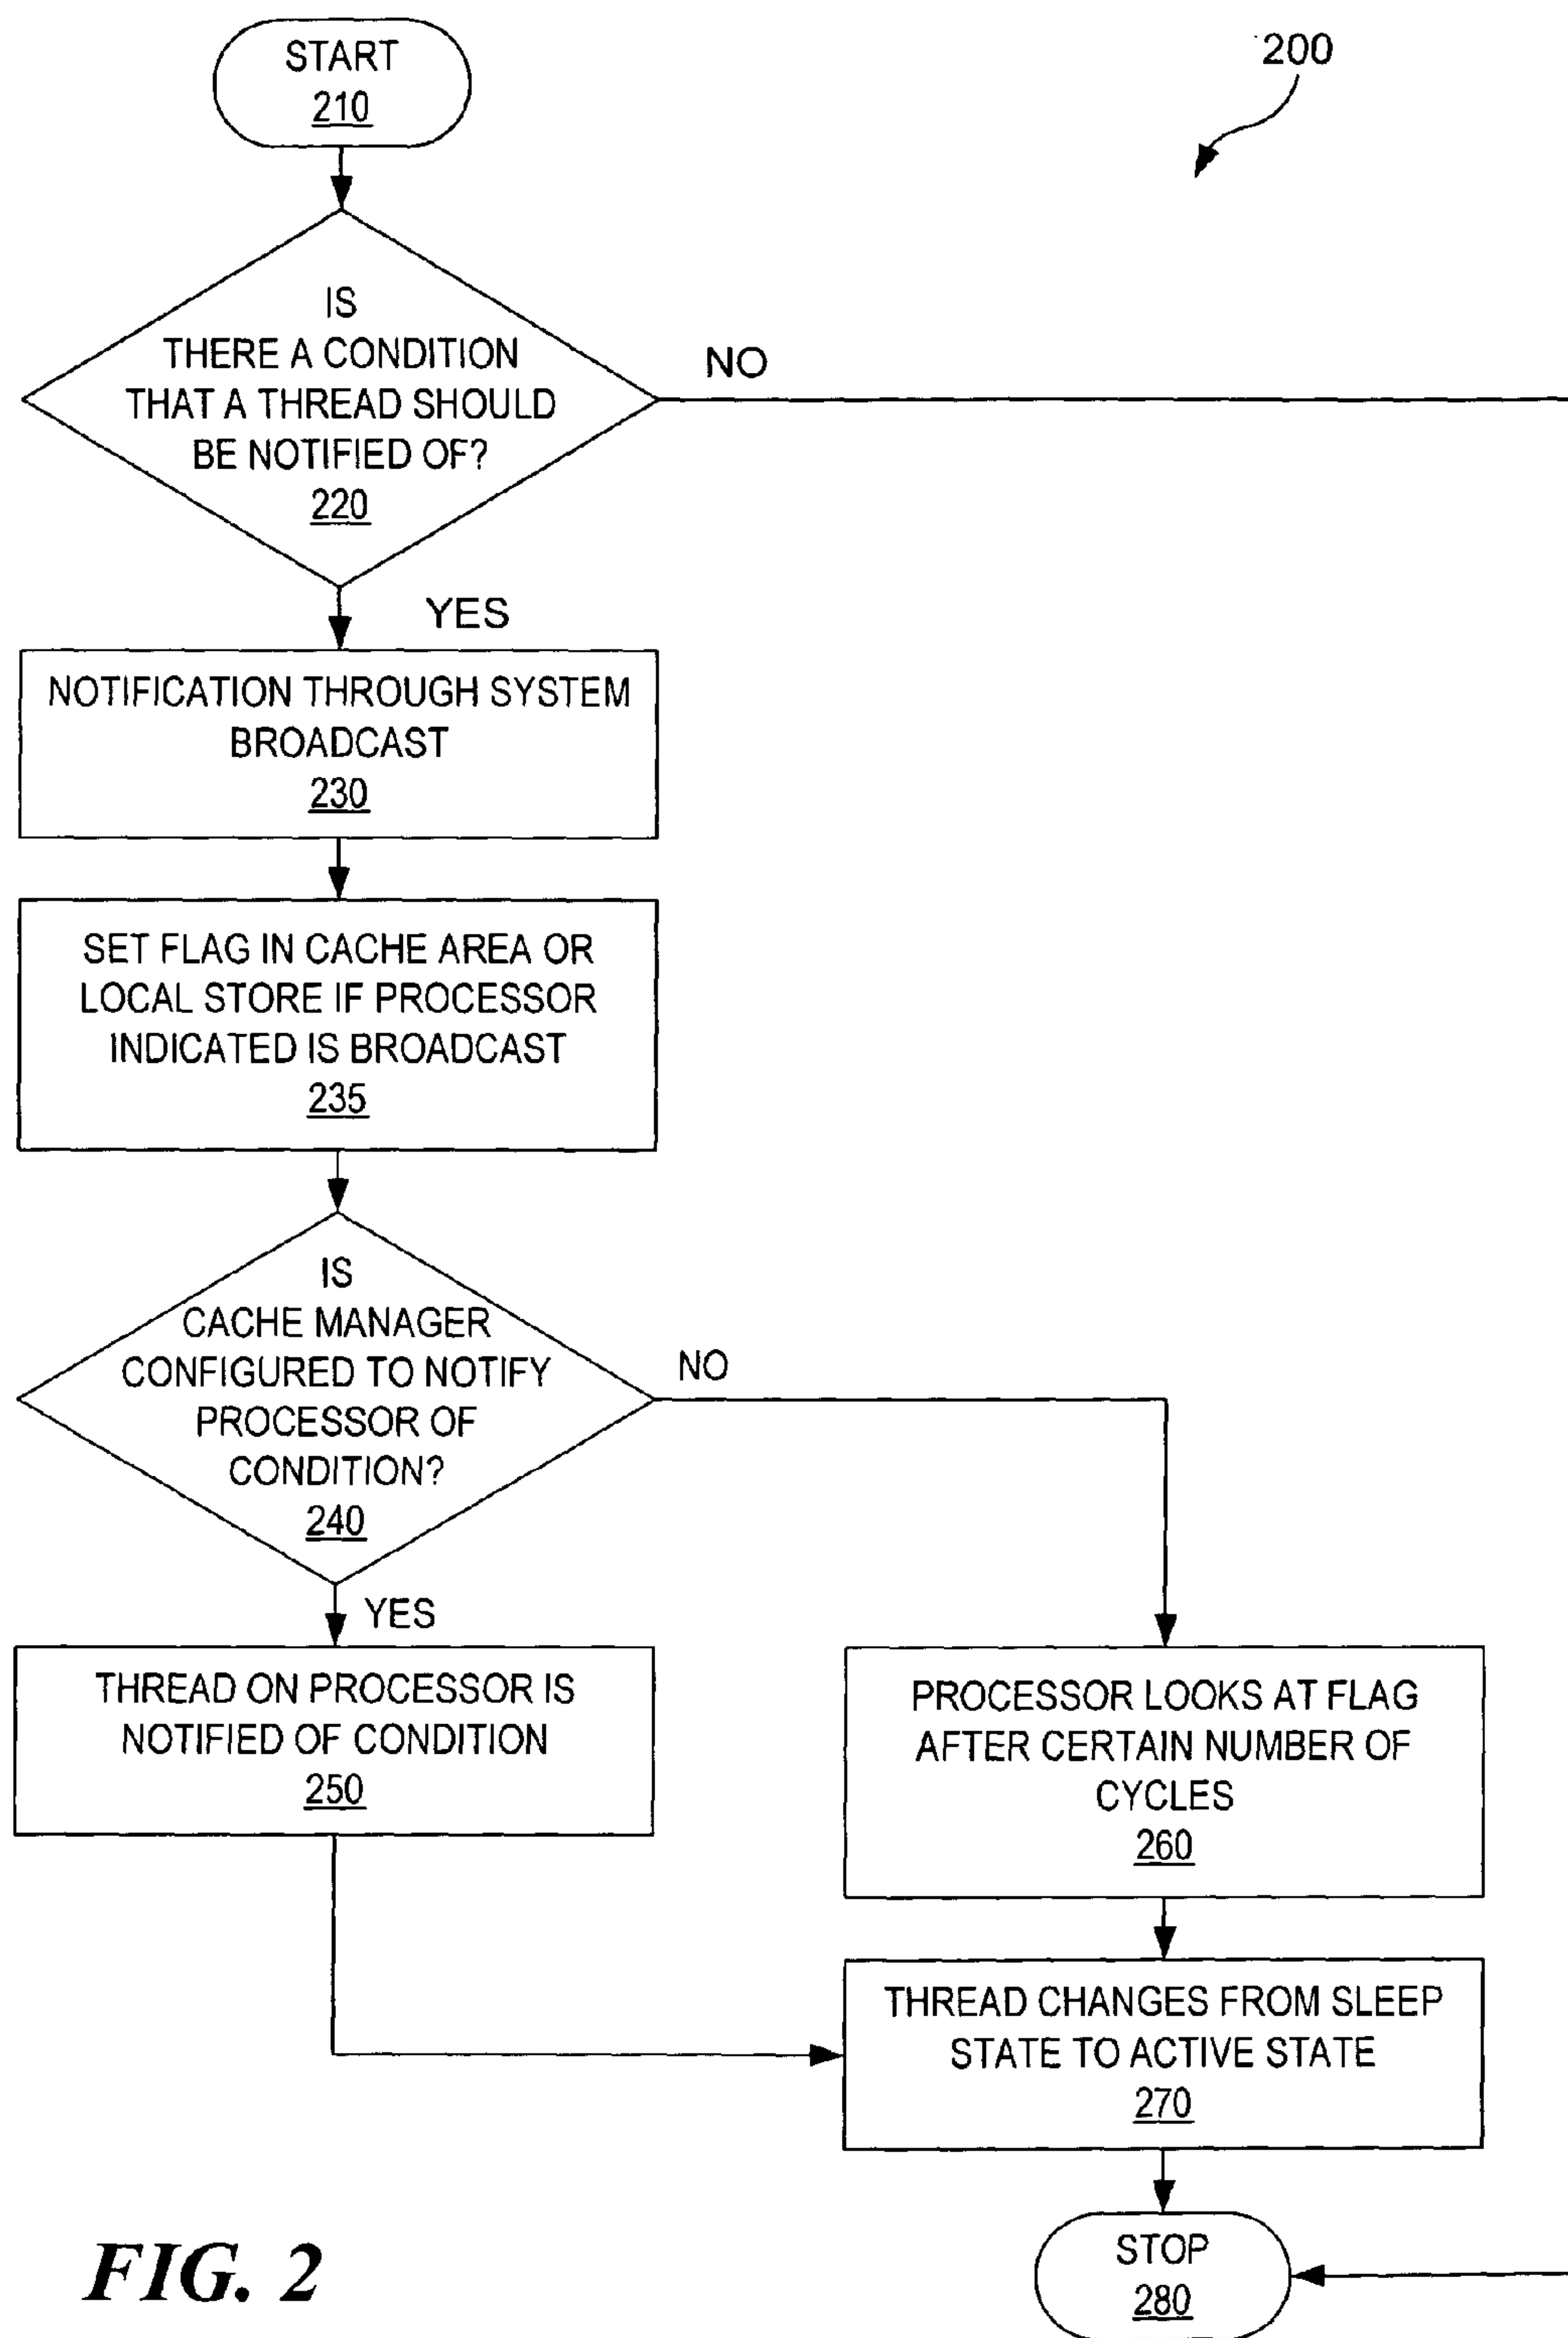 START
210
200
IS
THERE A CONDITION
THAT A THREAD SHOULD
BE NOTIFIED OF?
220
NO
YES
NOTIFICATION THROUGH SYSTEM
BROADCAST
230
SET FLAG IN CACHE AREA OR
LOCAL STORE IF PROCESSOR
INDICATED IS BROADCAST
235
IS
CACHE MANAGER
CONFIGURED TO NOTIFY
PROCESSOR OF
CONDITION?
240
NO
YES
THREAD ON PROCESSOR IS
NOTIFIED OF CONDITION
250
PROCESSOR LOOKS AT FLAG
AFTER CERTAIN NUMBER OF
CYCLES
260
THREAD CHANGES FROM SLEEP
STATE TO ACTIVE STATE
270
STOP
280
FIG. 2